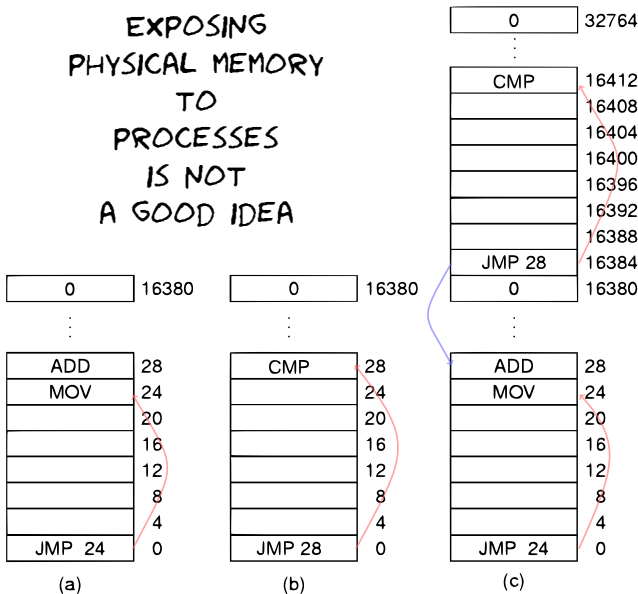 EXPOSING
PHYSICAL MEMORY
TO
PROCESSES
IS NOT
A GOOD IDEA
0 16380
⋮
ADD 28
MOV 24
20
16
12
8
4
JMP 24 0
(a)
0 16380
⋮
CMP 28
24
20
16
12
8
4
JMP 28 0
(b)
0 32764
⋮
CMP 16412
16408
16404
16400
16396
16392
16388
JMP 28 16384
0 16380
⋮
ADD 28
MOV 24
20
16
12
8
4
JMP 24 0
(c)